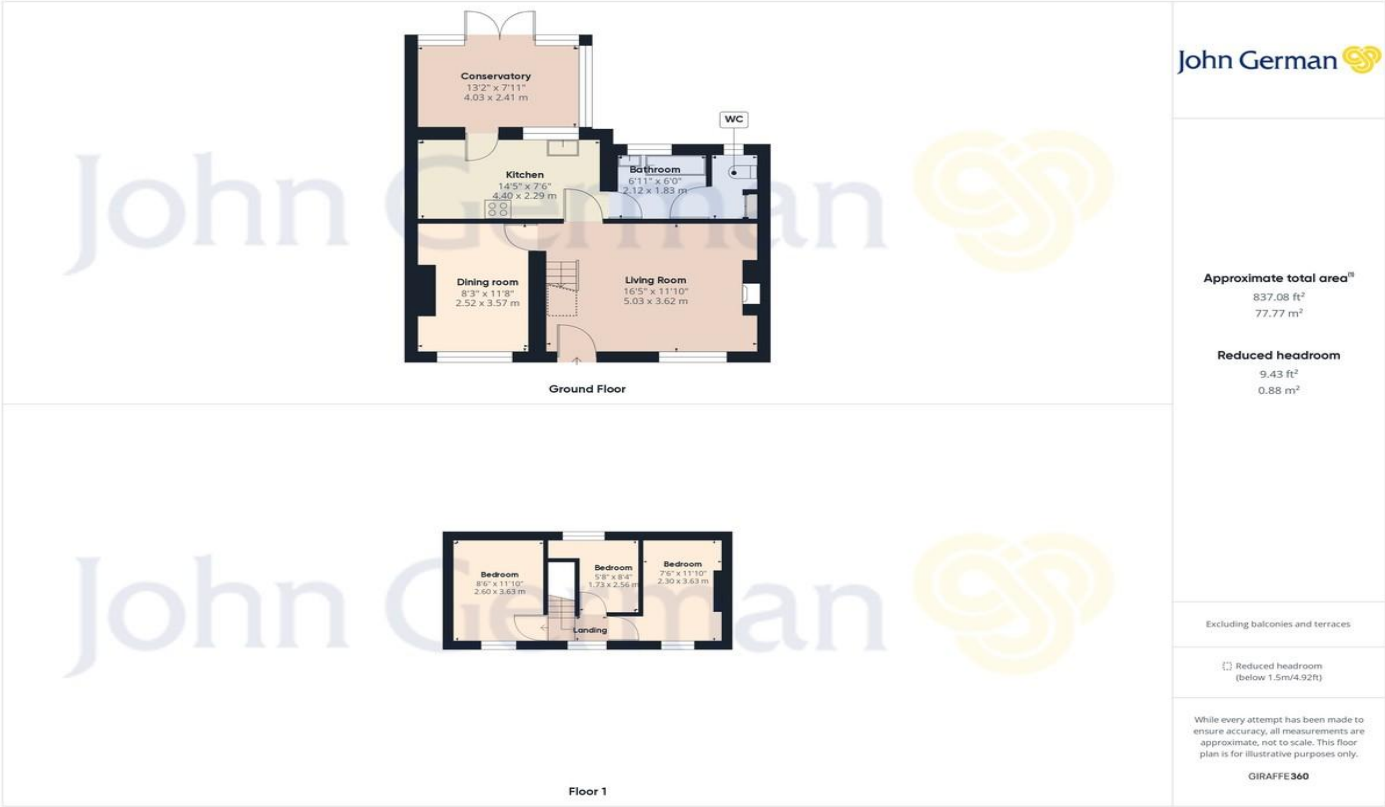 Conservatory
13'2" x 7'11"
4.03 x 2.41 m
WC
Kitchen
14'5" x 7'6"
4.40 x 2.29 m
Bathroom
6'11" x 6'0"
2.12 x 1.83 m
Dining room
8'3" x 11'8"
2.52 x 3.57 m
Living Room
16'5" x 11'10"
5.03 x 3.62 m
Ground Floor
John German
Bedroom
8'6" x 11'10"
2.60 x 3.63 m
Bedroom
5'8" x 8'4"
1.73 x 2.56 m
Bedroom
7'6" x 11'10"
2.30 x 3.63 m
Landing
Floor 1
John German
John German
Approximate total area⁽¹⁾
837.08 ft²
77.77 m²
Reduced headroom
9.43 ft²
0.88 m²
Excluding balconies and terraces
Reduced headroom
(below 1.5m/4.92ft)
While every attempt has been made to
ensure accuracy, all measurements are
approximate, not to scale. This floor
plan is for illustrative purposes only.
GIRAFFE360